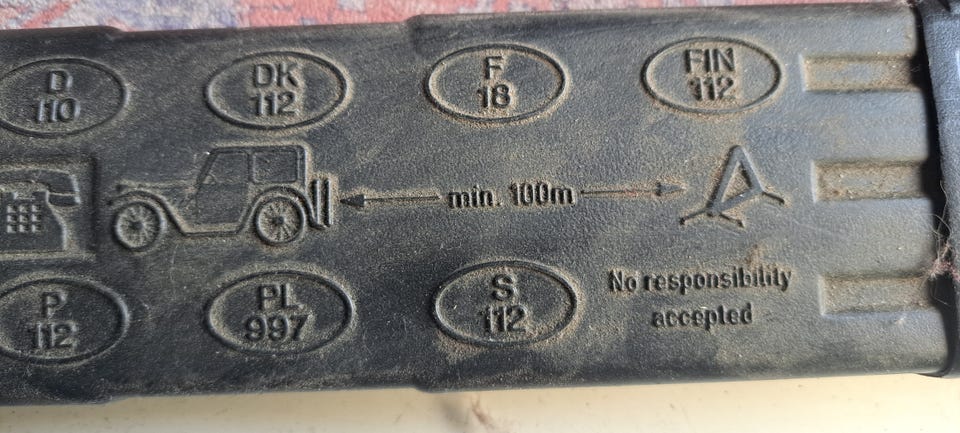 D
110
DK
112
F
18
FIN
112
min. 100m
P
112
PL
997
S
112
No responsibility
accepted